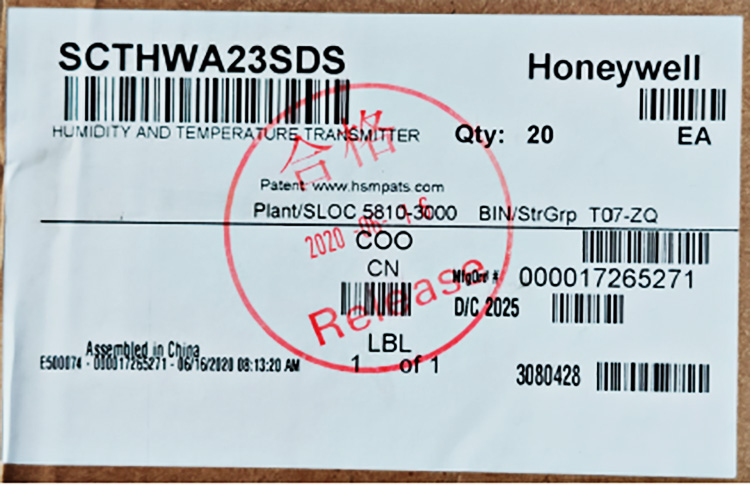 SCTHWA23SDS
Honeywell
HUMIDITY AND TEMPERATURE TRANSMITTER
Qty: 20
EA
合格
Patent www.hsmpats.com
Plant/SLOC 5810-3000 BIN/StrGrp T07-ZQ
2020 -06- 16
COO
CN
MfgOrd # 000017265271
Release
D/C 2025
LBL
1 of 1
Assembled in China
E500074 - 000017265271 - 06/16/2020 08:13:20 AM
3080428